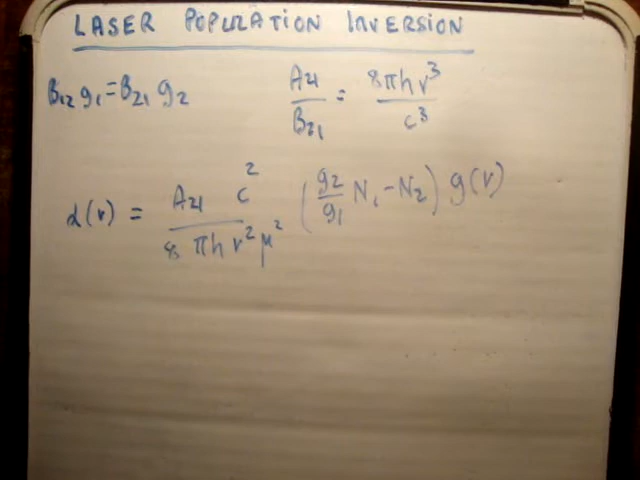 LASER POPULATION INVERSION
B₁₂ g₁ = B₂₁ g₂
A₂₁ / B₂₁ = 8πhν³ / c³
α(ν) = A₂₁ c² / 8πhν²μ² (g₂/g₁ N₁ - N₂) g(ν)